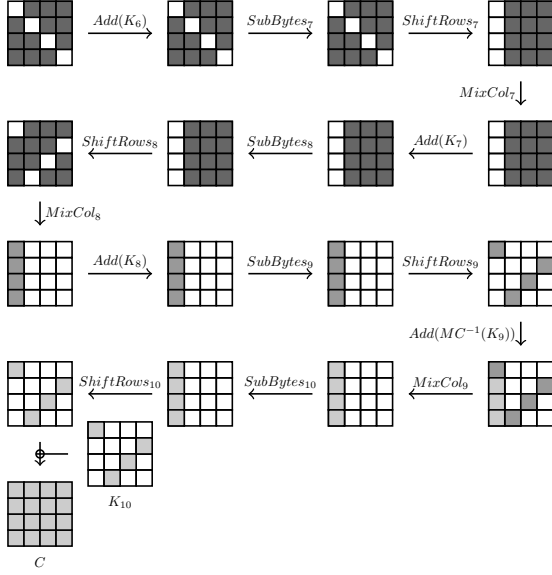 Add(K₆) SubBytes₇ ShiftRows₇
MixCol₇
ShiftRows₈ SubBytes₈ Add(K₇)
MixCol₈
Add(K₈) SubBytes₉ ShiftRows₉
Add(MC⁻¹(K₉))
ShiftRows₁₀ SubBytes₁₀ MixCol₉
K₁₀
C